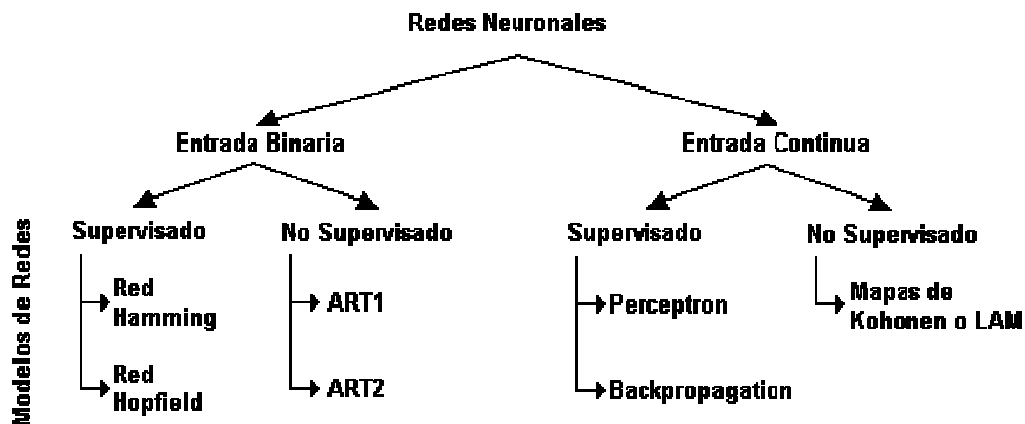 Redes Neuronales
Entrada Binaria
Entrada Continua
Modelos de Redes
Supervisado
No Supervisado
Supervisado
No Supervisado
Red
Hamming
ART1
Perceptron
Mapas de
Kohonen o LAM
Red
Hopfield
ART2
Backpropagation